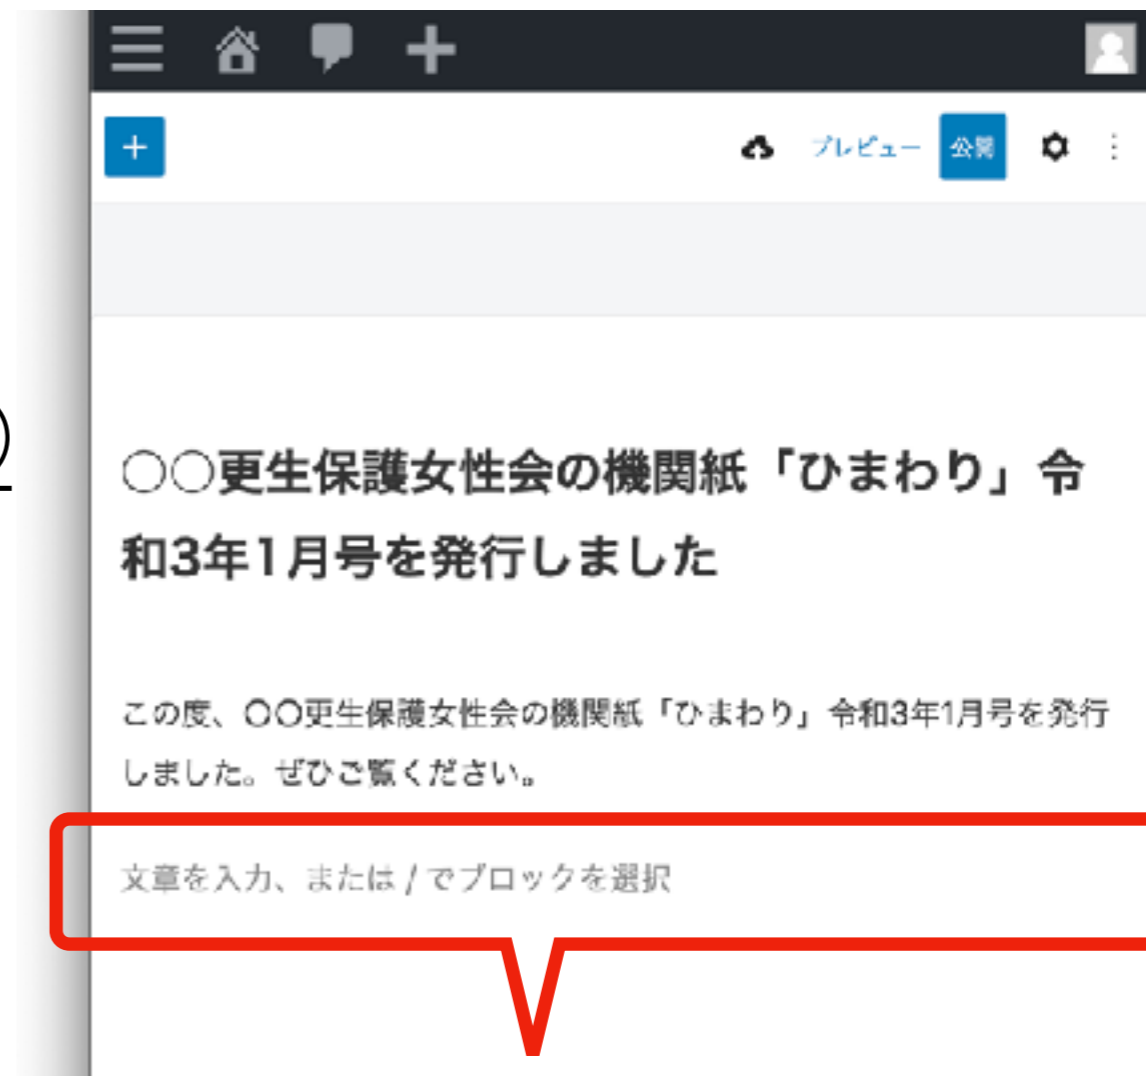 プレビュー 公開
○○更生保護女性会の機関紙「ひまわり」令
和3年1月号を発行しました
この度、○○更生保護女性会の機関紙「ひまわり」令和3年1月号を発行
しました。ぜひご覧ください。
文章を入力、または / でブロックを選択